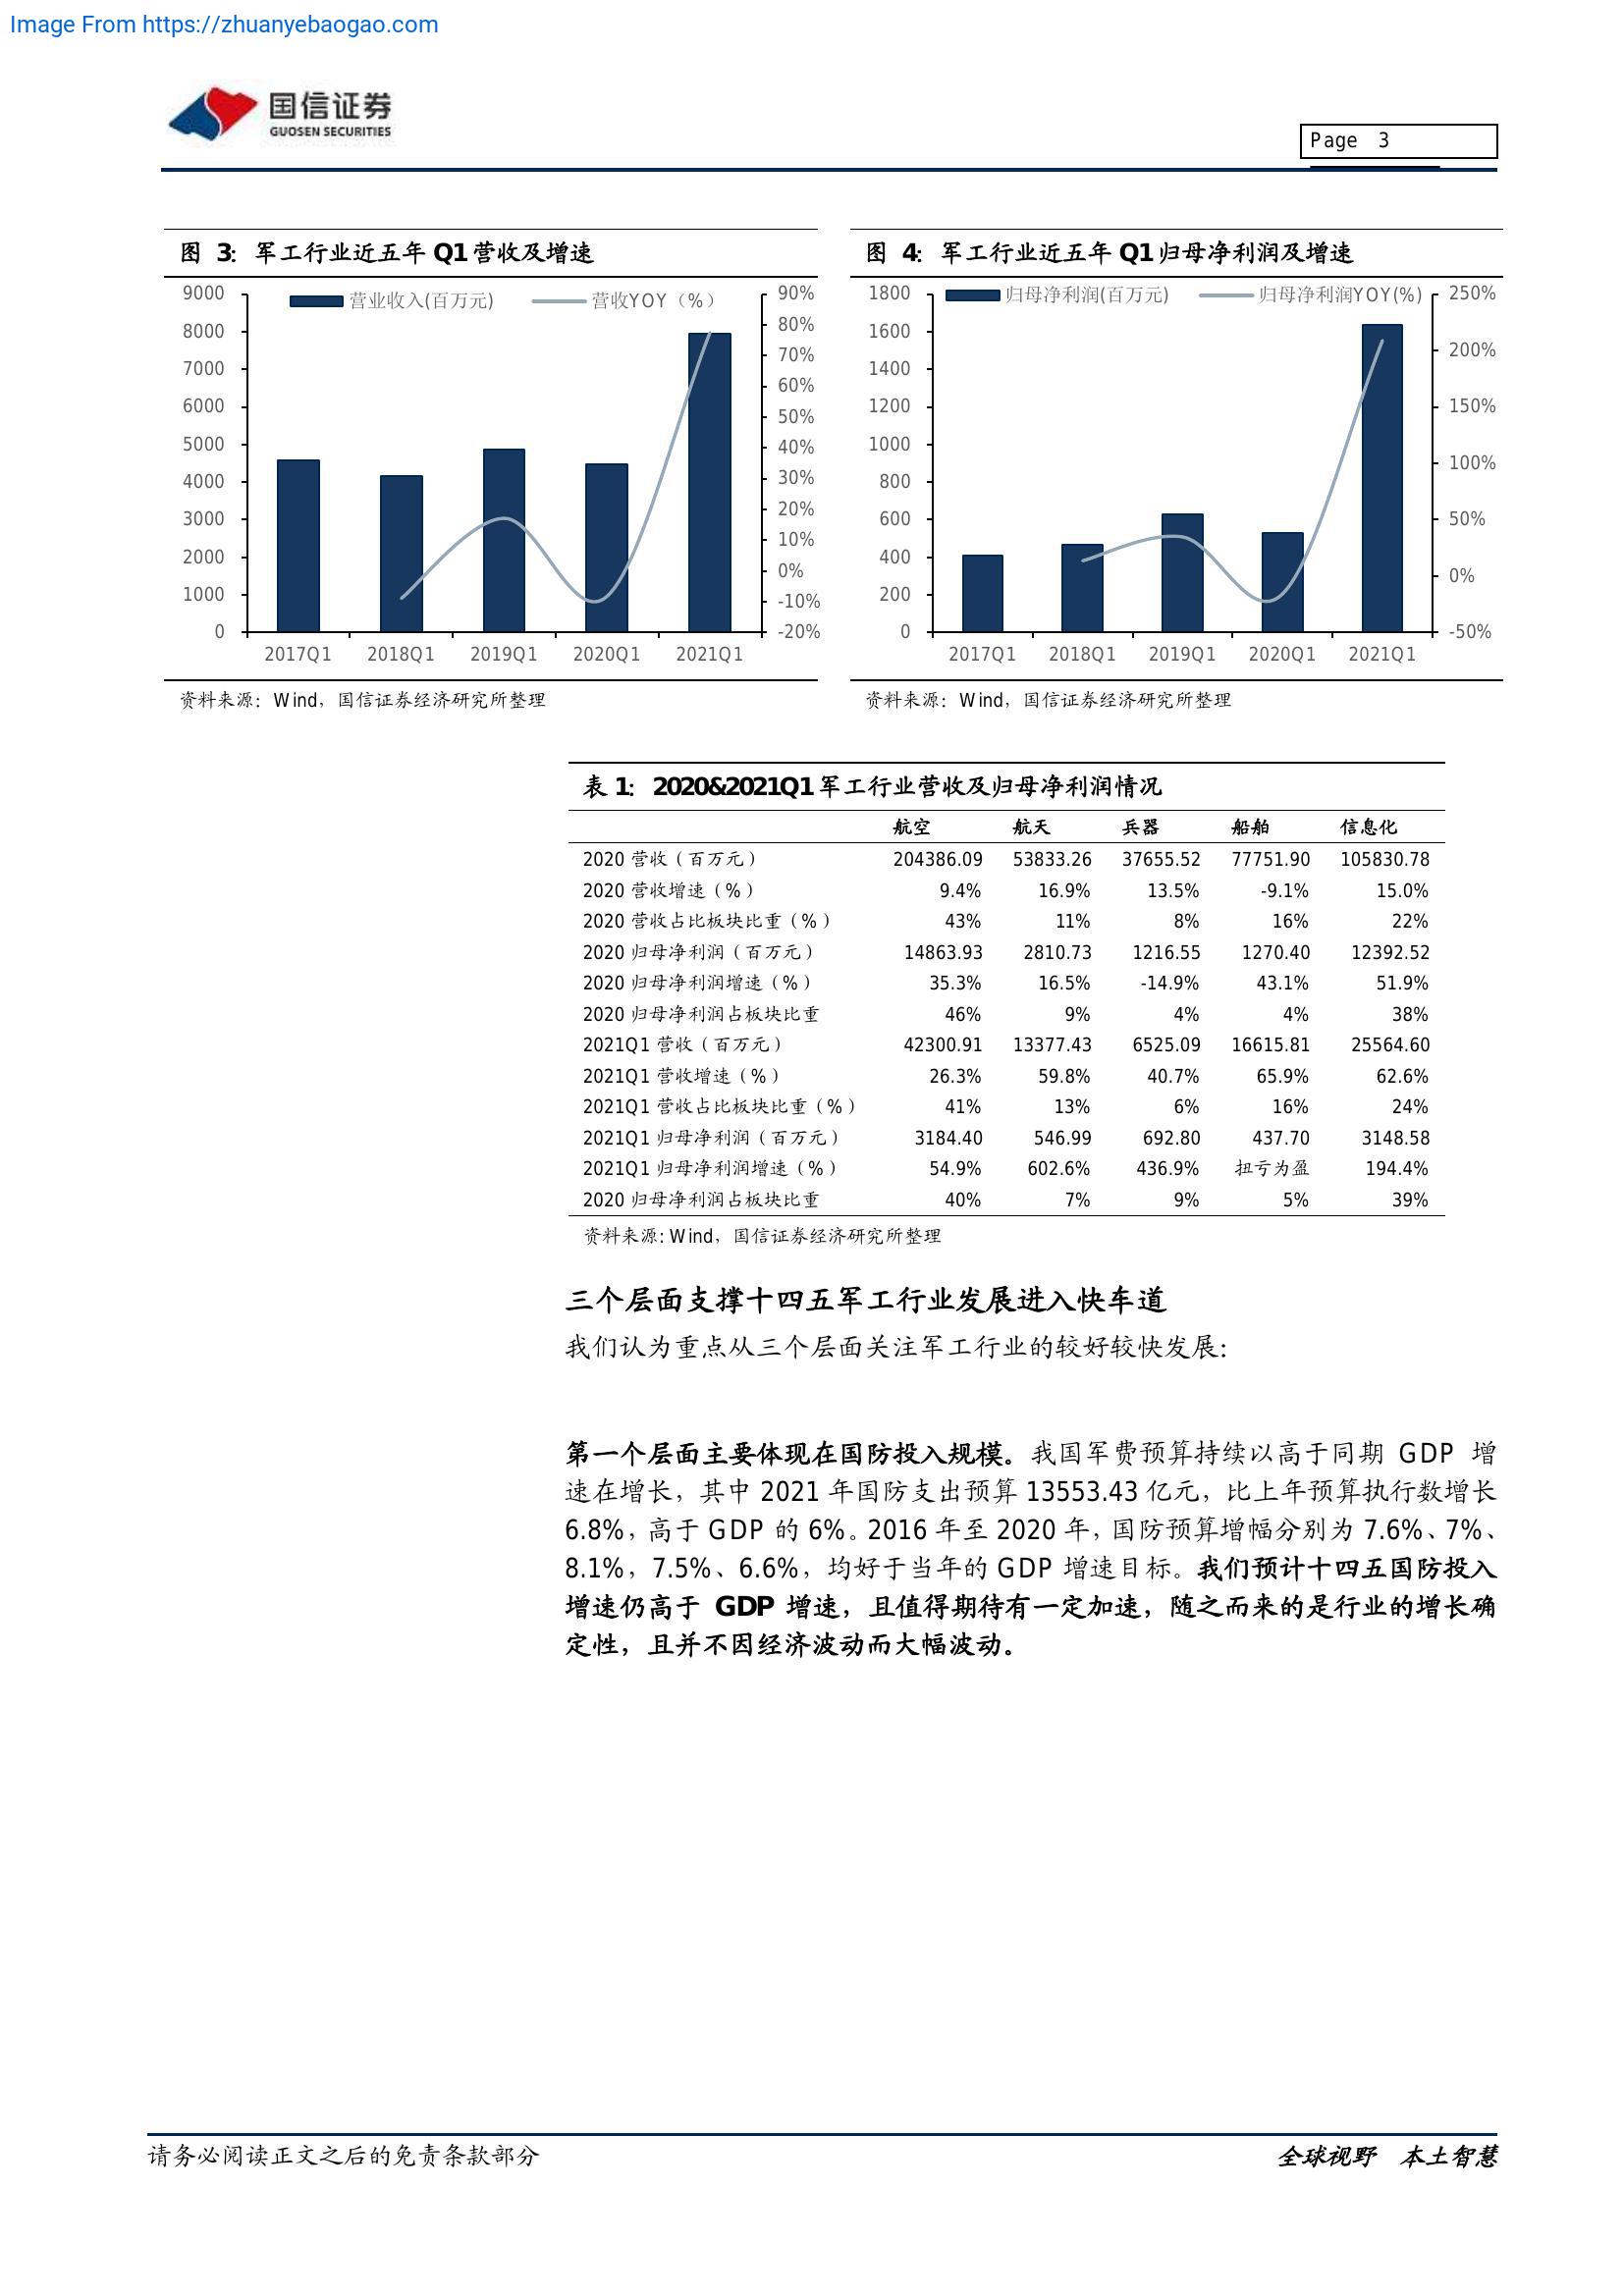 Image From https://zhuanyebaogao.com
国信证券
GUOSEN SECURITIES
Page 3
图 3: 军工行业近五年 Q1 营收及增速
营业收入(百万元) 营收YOY（%）
9000
8000
7000
6000
5000
4000
3000
2000
1000
0
90%
80%
70%
60%
50%
40%
30%
20%
10%
0%
-10%
-20%
2017Q1 2018Q1 2019Q1 2020Q1 2021Q1
资料来源：Wind，国信证券经济研究所整理
图 4: 军工行业近五年 Q1 归母净利润及增速
归母净利润(百万元) 归母净利润YOY(%)
1800
1600
1400
1200
1000
800
600
400
200
0
250%
200%
150%
100%
50%
0%
-50%
2017Q1 2018Q1 2019Q1 2020Q1 2021Q1
资料来源：Wind，国信证券经济研究所整理
表 1: 2020&2021Q1 军工行业营收及归母净利润情况
航空 航天 兵器 船舶 信息化
2020 营收（百万元） 204386.09 53833.26 37655.52 77751.90 105830.78
2020 营收增速（%） 9.4% 16.9% 13.5% -9.1% 15.0%
2020 营收占比板块比重（%） 43% 11% 8% 16% 22%
2020 归母净利润（百万元） 14863.93 2810.73 1216.55 1270.40 12392.52
2020 归母净利润增速（%） 35.3% 16.5% -14.9% 43.1% 51.9%
2020 归母净利润占板块比重 46% 9% 4% 4% 38%
2021Q1 营收（百万元） 42300.91 13377.43 6525.09 16615.81 25564.60
2021Q1 营收增速（%） 26.3% 59.8% 40.7% 65.9% 62.6%
2021Q1 营收占比板块比重（%） 41% 13% 6% 16% 24%
2021Q1 归母净利润（百万元） 3184.40 546.99 692.80 437.70 3148.58
2021Q1 归母净利润增速（%） 54.9% 602.6% 436.9% 扭亏为盈 194.4%
2020 归母净利润占板块比重 40% 7% 9% 5% 39%
资料来源: Wind，国信证券经济研究所整理
三个层面支撑十四五军工行业发展进入快车道
我们认为重点从三个层面关注军工行业的较好较快发展：
第一个层面主要体现在国防投入规模。我国军费预算持续以高于同期 GDP 增
速在增长，其中 2021 年国防支出预算 13553.43 亿元，比上年预算执行数增长
6.8%，高于 GDP 的 6%。2016 年至 2020 年，国防预算增幅分别为 7.6%、7%、
8.1%，7.5%、6.6%，均好于当年的 GDP 增速目标。我们预计十四五国防投入
增速仍高于 GDP 增速，且值得期待有一定加速，随之而来的是行业的增长确
定性，且并不因经济波动而大幅波动。
请务必阅读正文之后的免责条款部分
全球视野 本土智慧